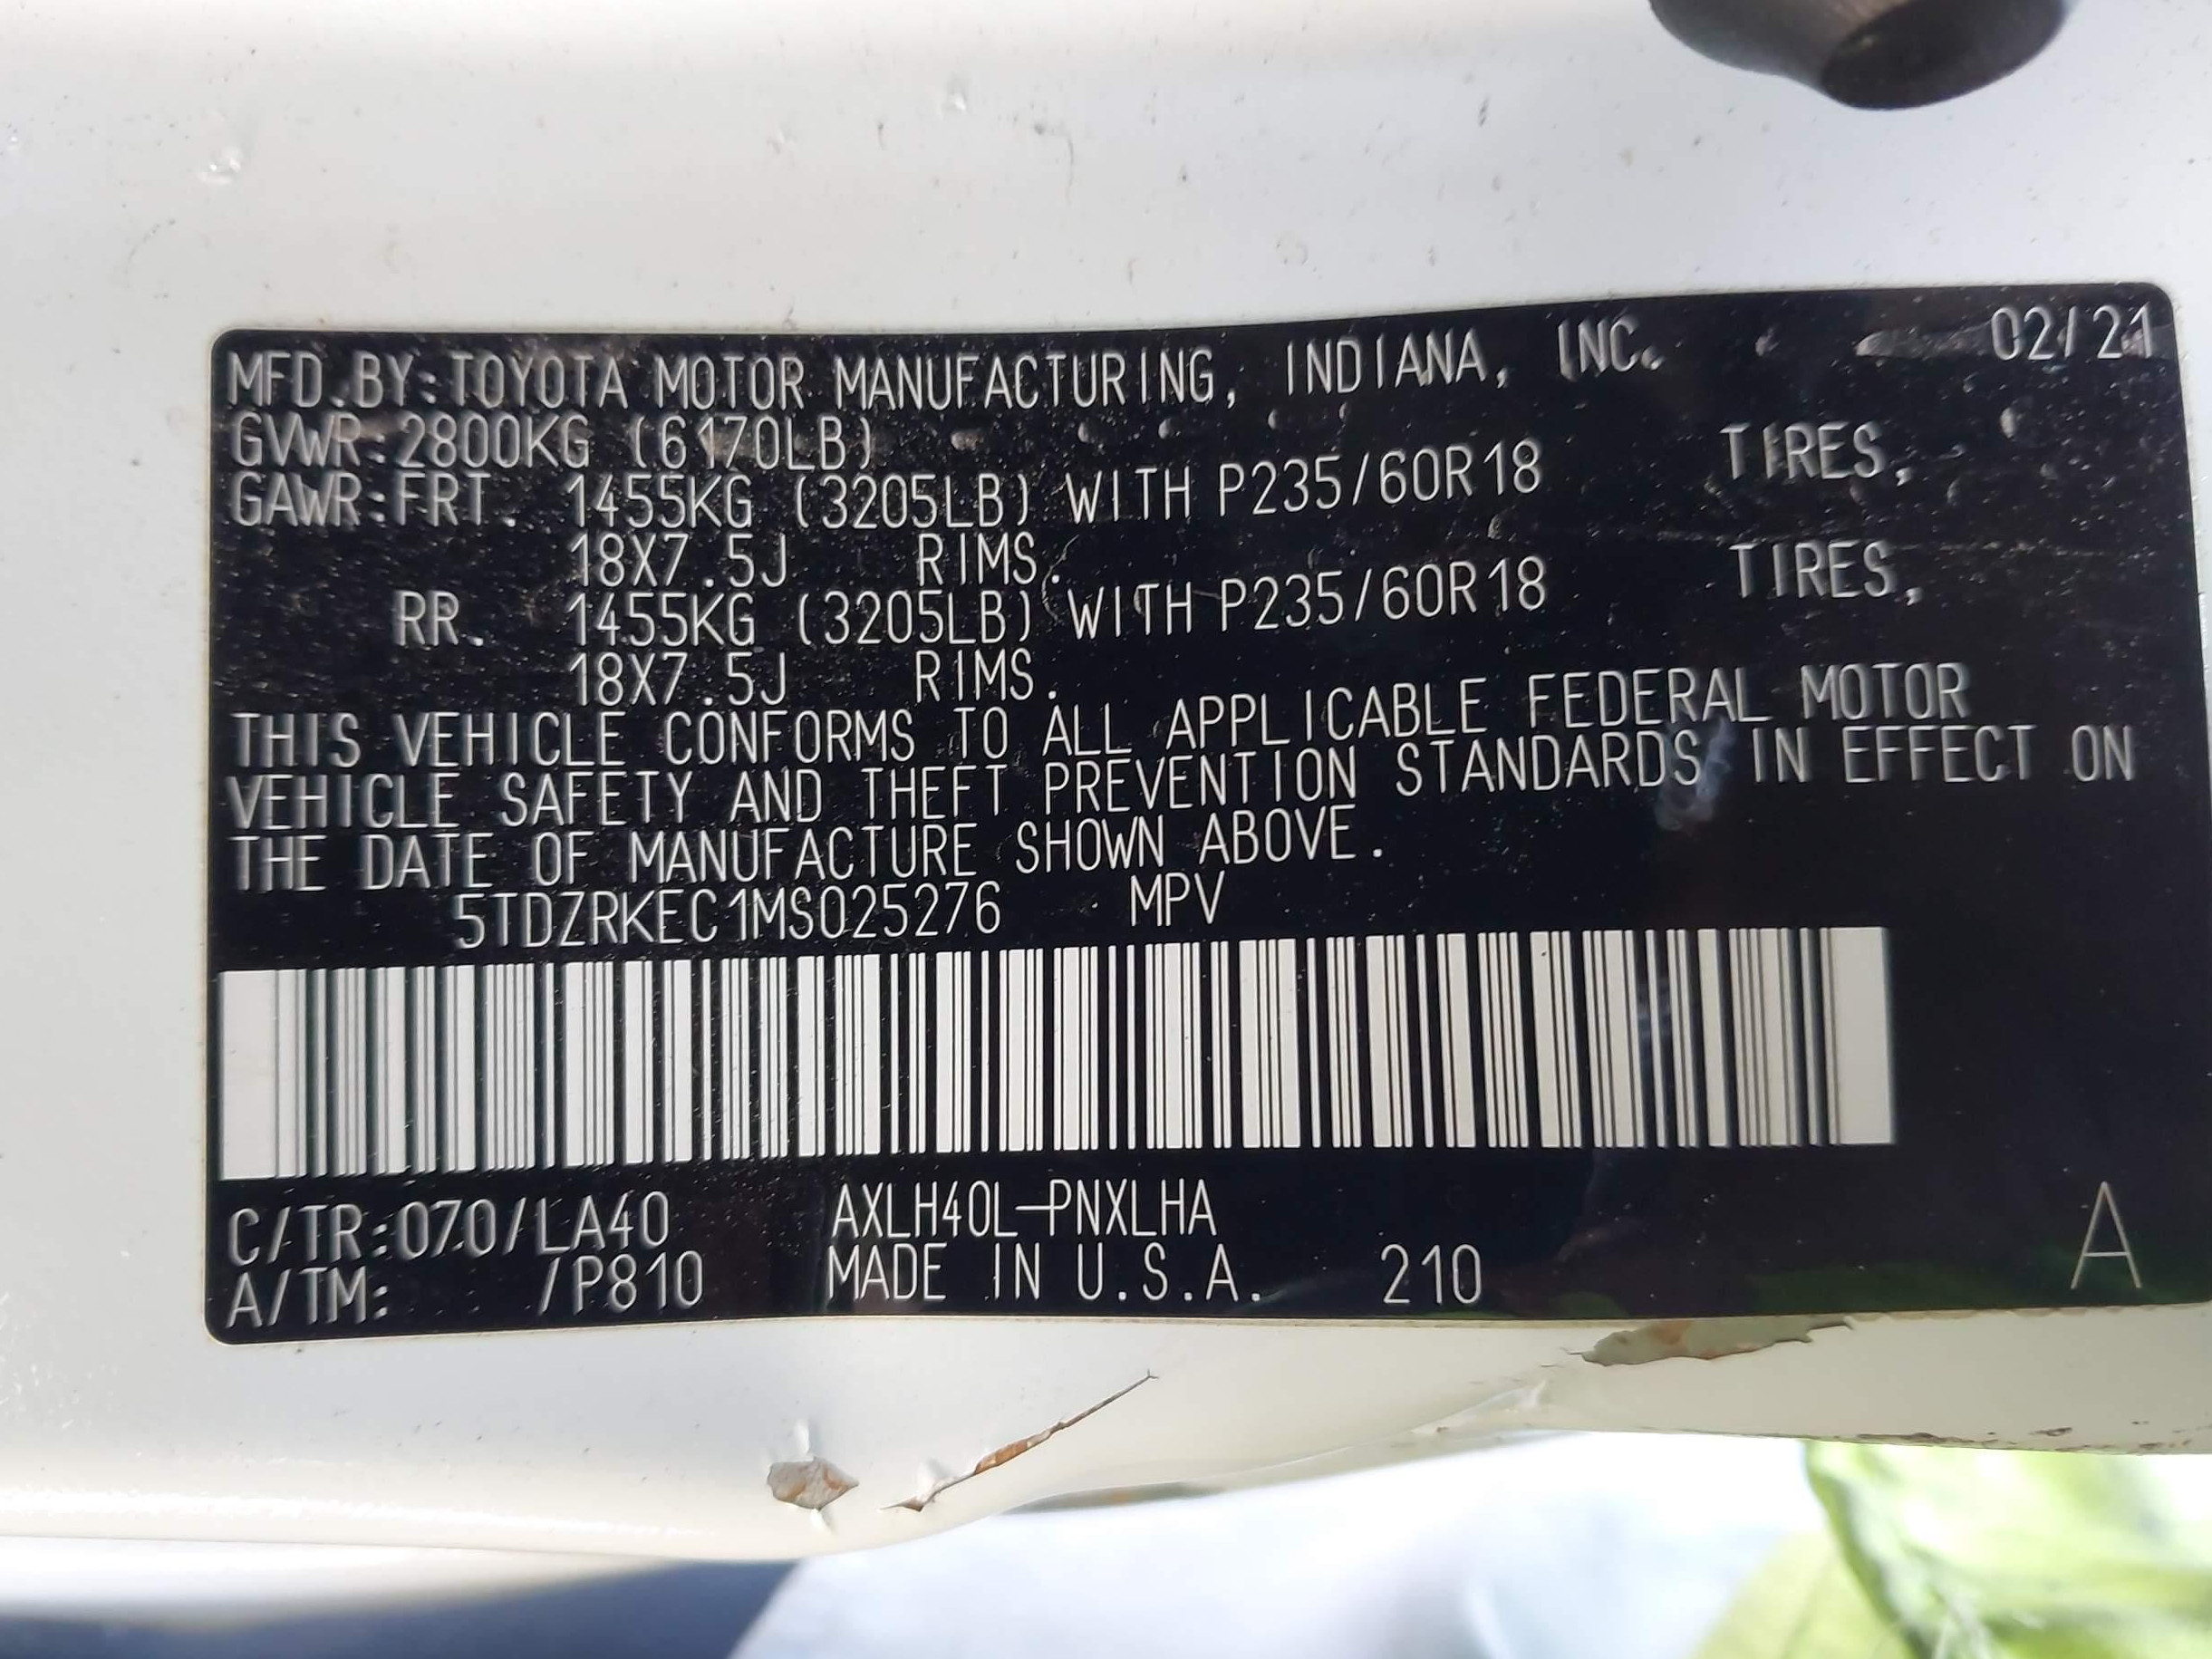 MFD.BY:TOYOTA MOTOR MANUFACTURING, INDIANA, INC. 02/21
GVWR:2800KG (6170LB)
GAWR:FRT. 1455KG (3205LB) WITH P235/60R18 TIRES,
18X7.5J RIMS.
RR. 1455KG (3205LB) WITH P235/60R18 TIRES,
18X7.5J RIMS.
THIS VEHICLE CONFORMS TO ALL APPLICABLE FEDERAL MOTOR
VEHICLE SAFETY AND THEFT PREVENTION STANDARDS IN EFFECT ON
THE DATE OF MANUFACTURE SHOWN ABOVE.
5TDZRKEC1MS025276 MPV
C/TR:070/LA40 AXLH40L-PNXLHA
A/TM: /P810 MADE IN U.S.A. 210 A